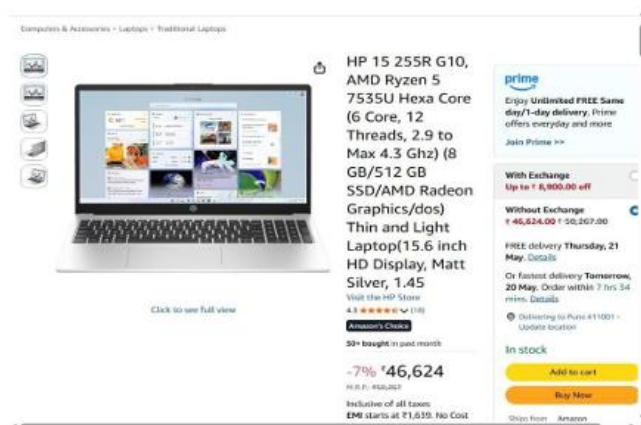 Computers & Accessories › Laptops › Traditional Laptops
HP 15 255R G10,
AMD Ryzen 5
7535U Hexa Core
(6 Core, 12
Threads, 2.9 to
Max 4.3 Ghz) (8
GB/512 GB
SSD/AMD Radeon
Graphics/dos)
Thin and Light
Laptop(15.6 inch
HD Display, Matt
Silver, 1.45
Visit the HP Store
4.3
(18)
Amazon's Choice
50+ bought in past month
-7% ₹46,624
M.R.P.: ₹50,267
Inclusive of all taxes
EMI starts at ₹1,639. No Cost
Click to see full view
prime
Enjoy Unlimited FREE Same
day/1-day delivery, Prime
offers everyday and more
Join Prime >>
With Exchange
Up to ₹ 8,900.00 off
Without Exchange
₹ 46,624.00 ₹ 50,267.00
FREE delivery Thursday, 21
May. Details
Or fastest delivery Tomorrow,
20 May. Order within 7 hrs 34
mins. Details
Delivering to Pune 411001 -
Update location
In stock
Add to cart
Buy Now
Ships from Amazon